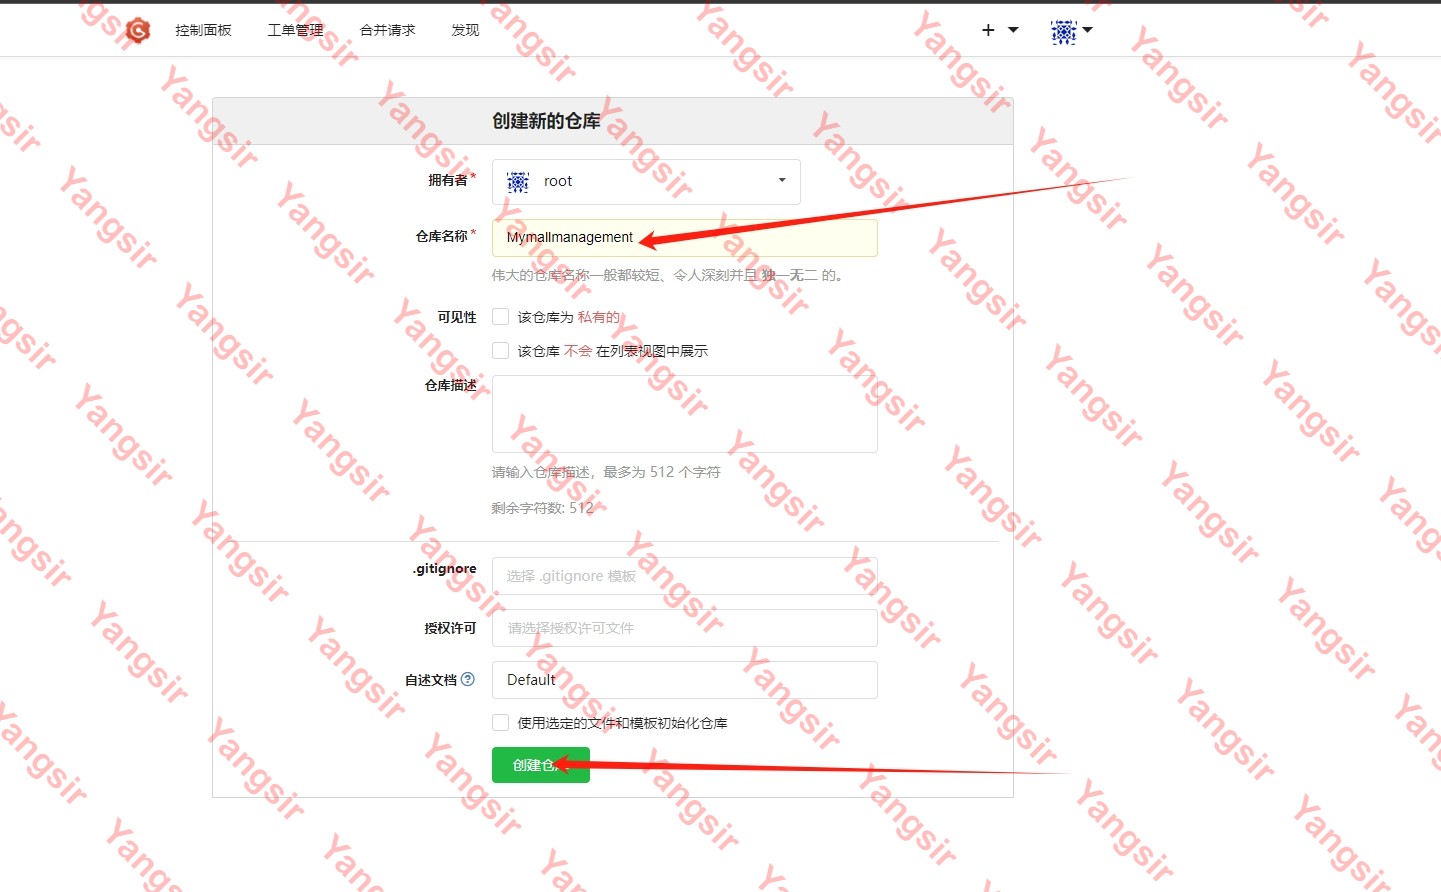 控制面板 工单管理 合并请求 发现
创建新的仓库
拥有者* root
仓库名称* Mymallmanagement
伟大的仓库名称一般都较短、令人深刻并且 独一无二 的。
可见性 该仓库为 私有的
该仓库 不会 在列表视图中展示
仓库描述
请输入仓库描述，最多为 512 个字符
剩余字符数: 512
.gitignore 选择 .gitignore 模板
授权许可 请选择授权许可文件
自述文档 Default
使用选定的文件和模板初始化仓库
创建仓
Yangsir